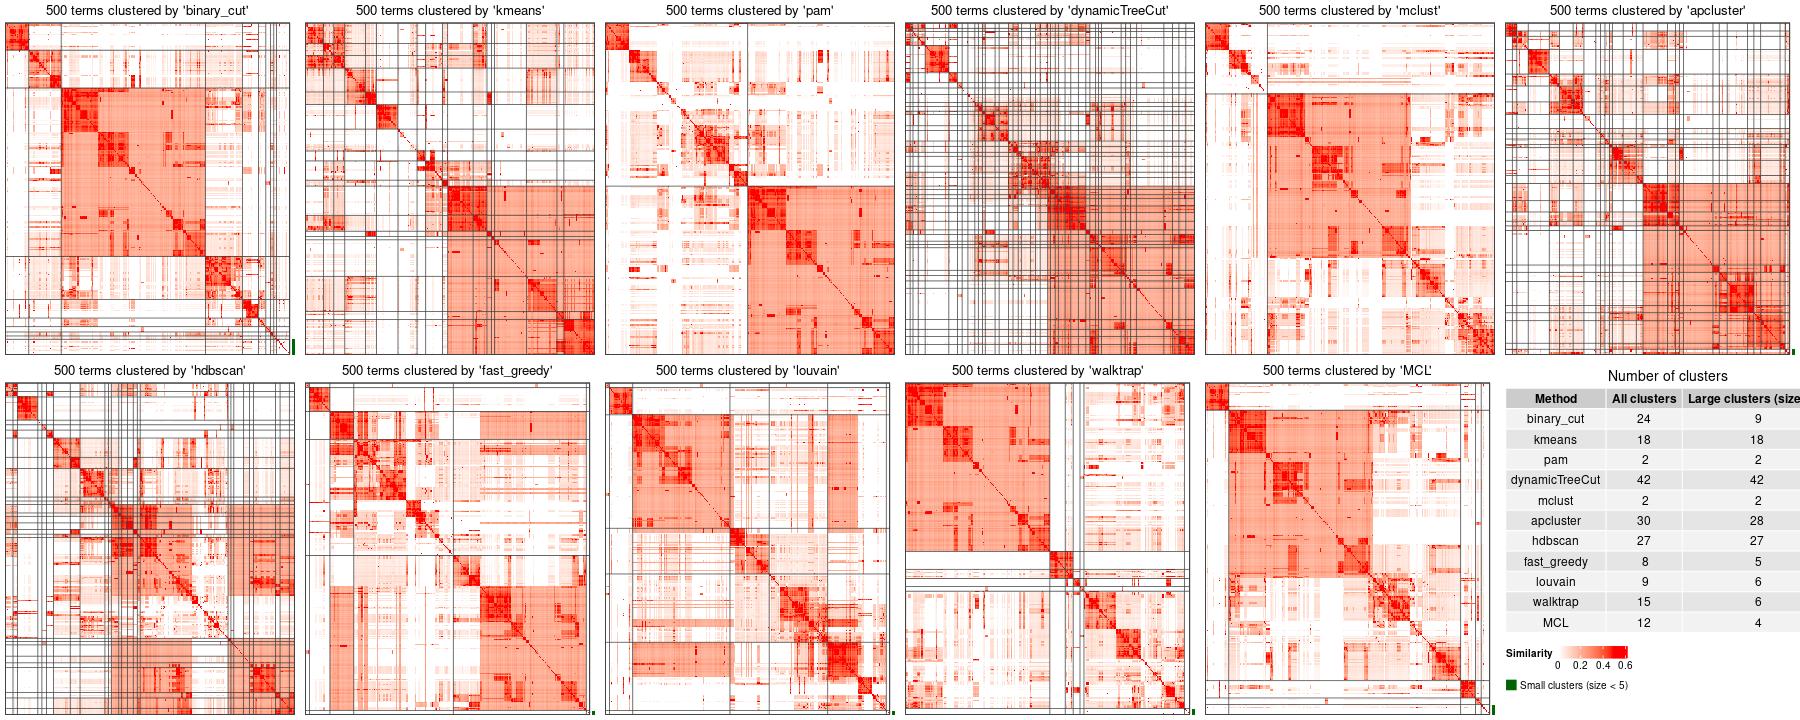 500 terms clustered by 'binary_cut'
500 terms clustered by 'kmeans'
500 terms clustered by 'pam'
500 terms clustered by 'dynamicTreeCut'
500 terms clustered by 'mclust'
500 terms clustered by 'apcluster'
500 terms clustered by 'hdbscan'
500 terms clustered by 'fast_greedy'
500 terms clustered by 'louvain'
500 terms clustered by 'walktrap'
500 terms clustered by 'MCL'
Number of clusters
Method All clusters Large clusters (size
binary_cut 24 9
kmeans 18 18
pam 2 2
dynamicTreeCut 42 42
mclust 2 2
apcluster 30 28
hdbscan 27 27
fast_greedy 8 5
louvain 9 6
walktrap 15 6
MCL 12 4
Similarity
0 0.2 0.4 0.6
Small clusters (size < 5)